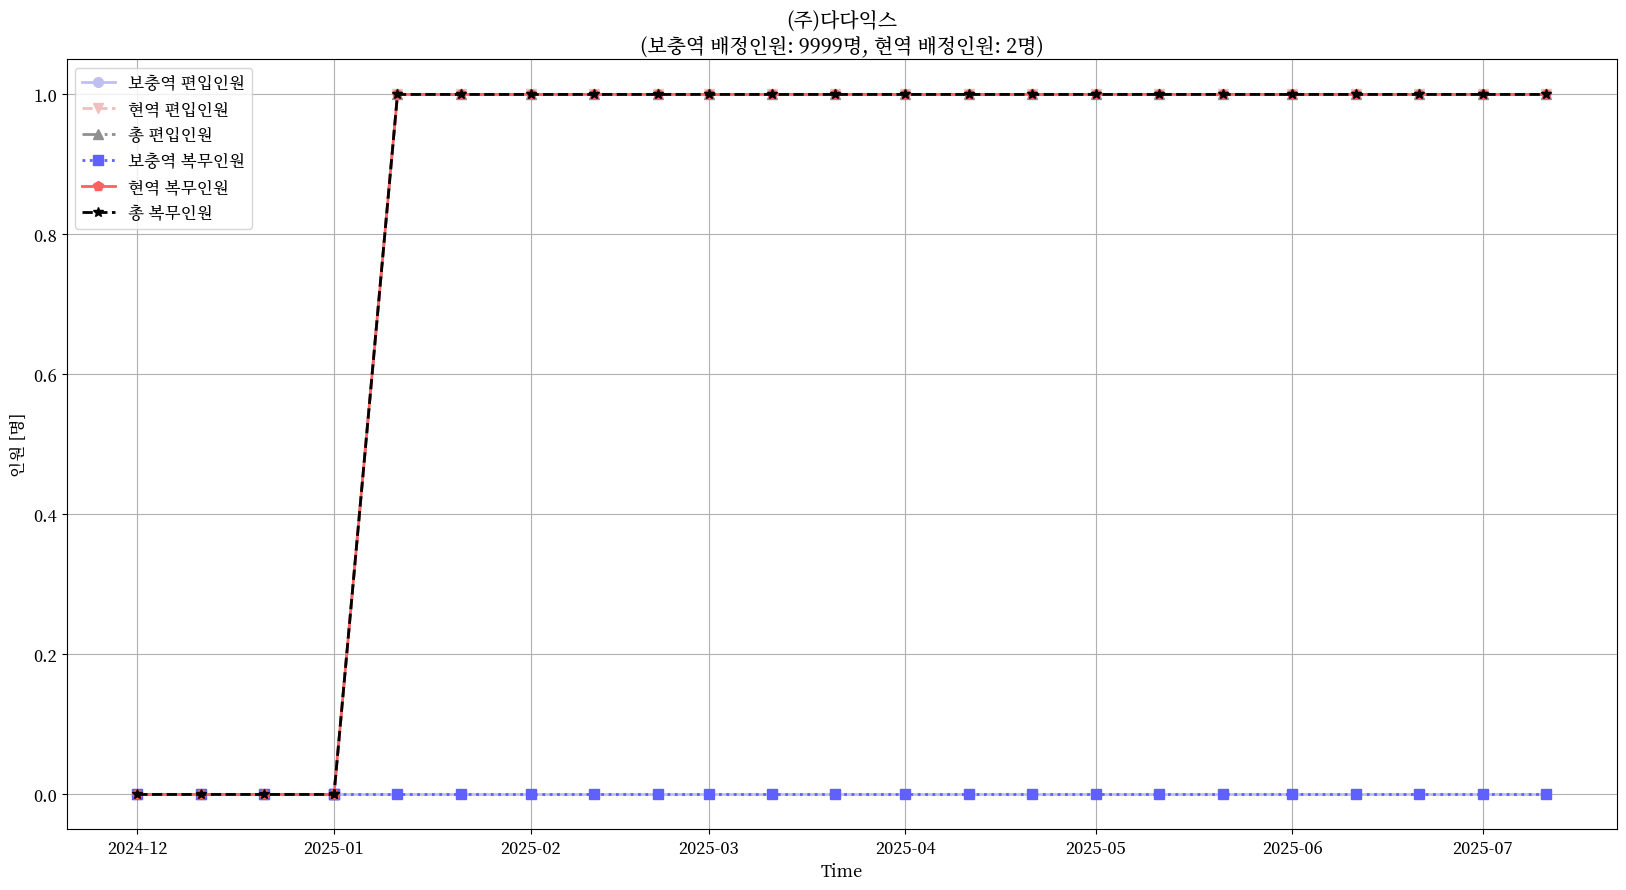 (주)다다익스
(보충역 배정인원: 9999명, 현역 배정인원: 2명)
보충역 편입인원
현역 편입인원
총 편입인원
보충역 복무인원
현역 복무인원
총 복무인원
1.0
0.8
0.6
0.4
0.2
0.0
인원 [명]
2024-12
2025-01
2025-02
2025-03
2025-04
2025-05
2025-06
2025-07
Time